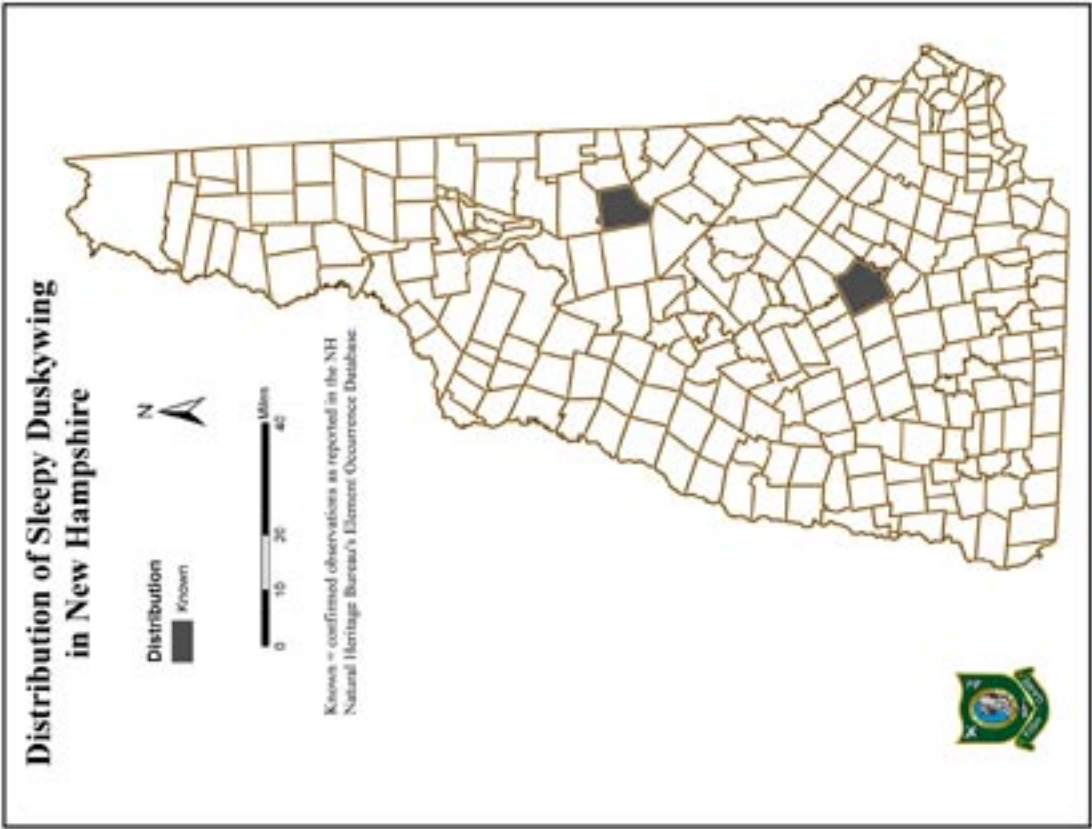 Distribution of Sleepy Duskywing
in New Hampshire
N
Distribution
Known
0 10 20 40
Miles
Known = confirmed observations as reported in the NH
Natural Heritage Bureau's Element Occurrence Database.